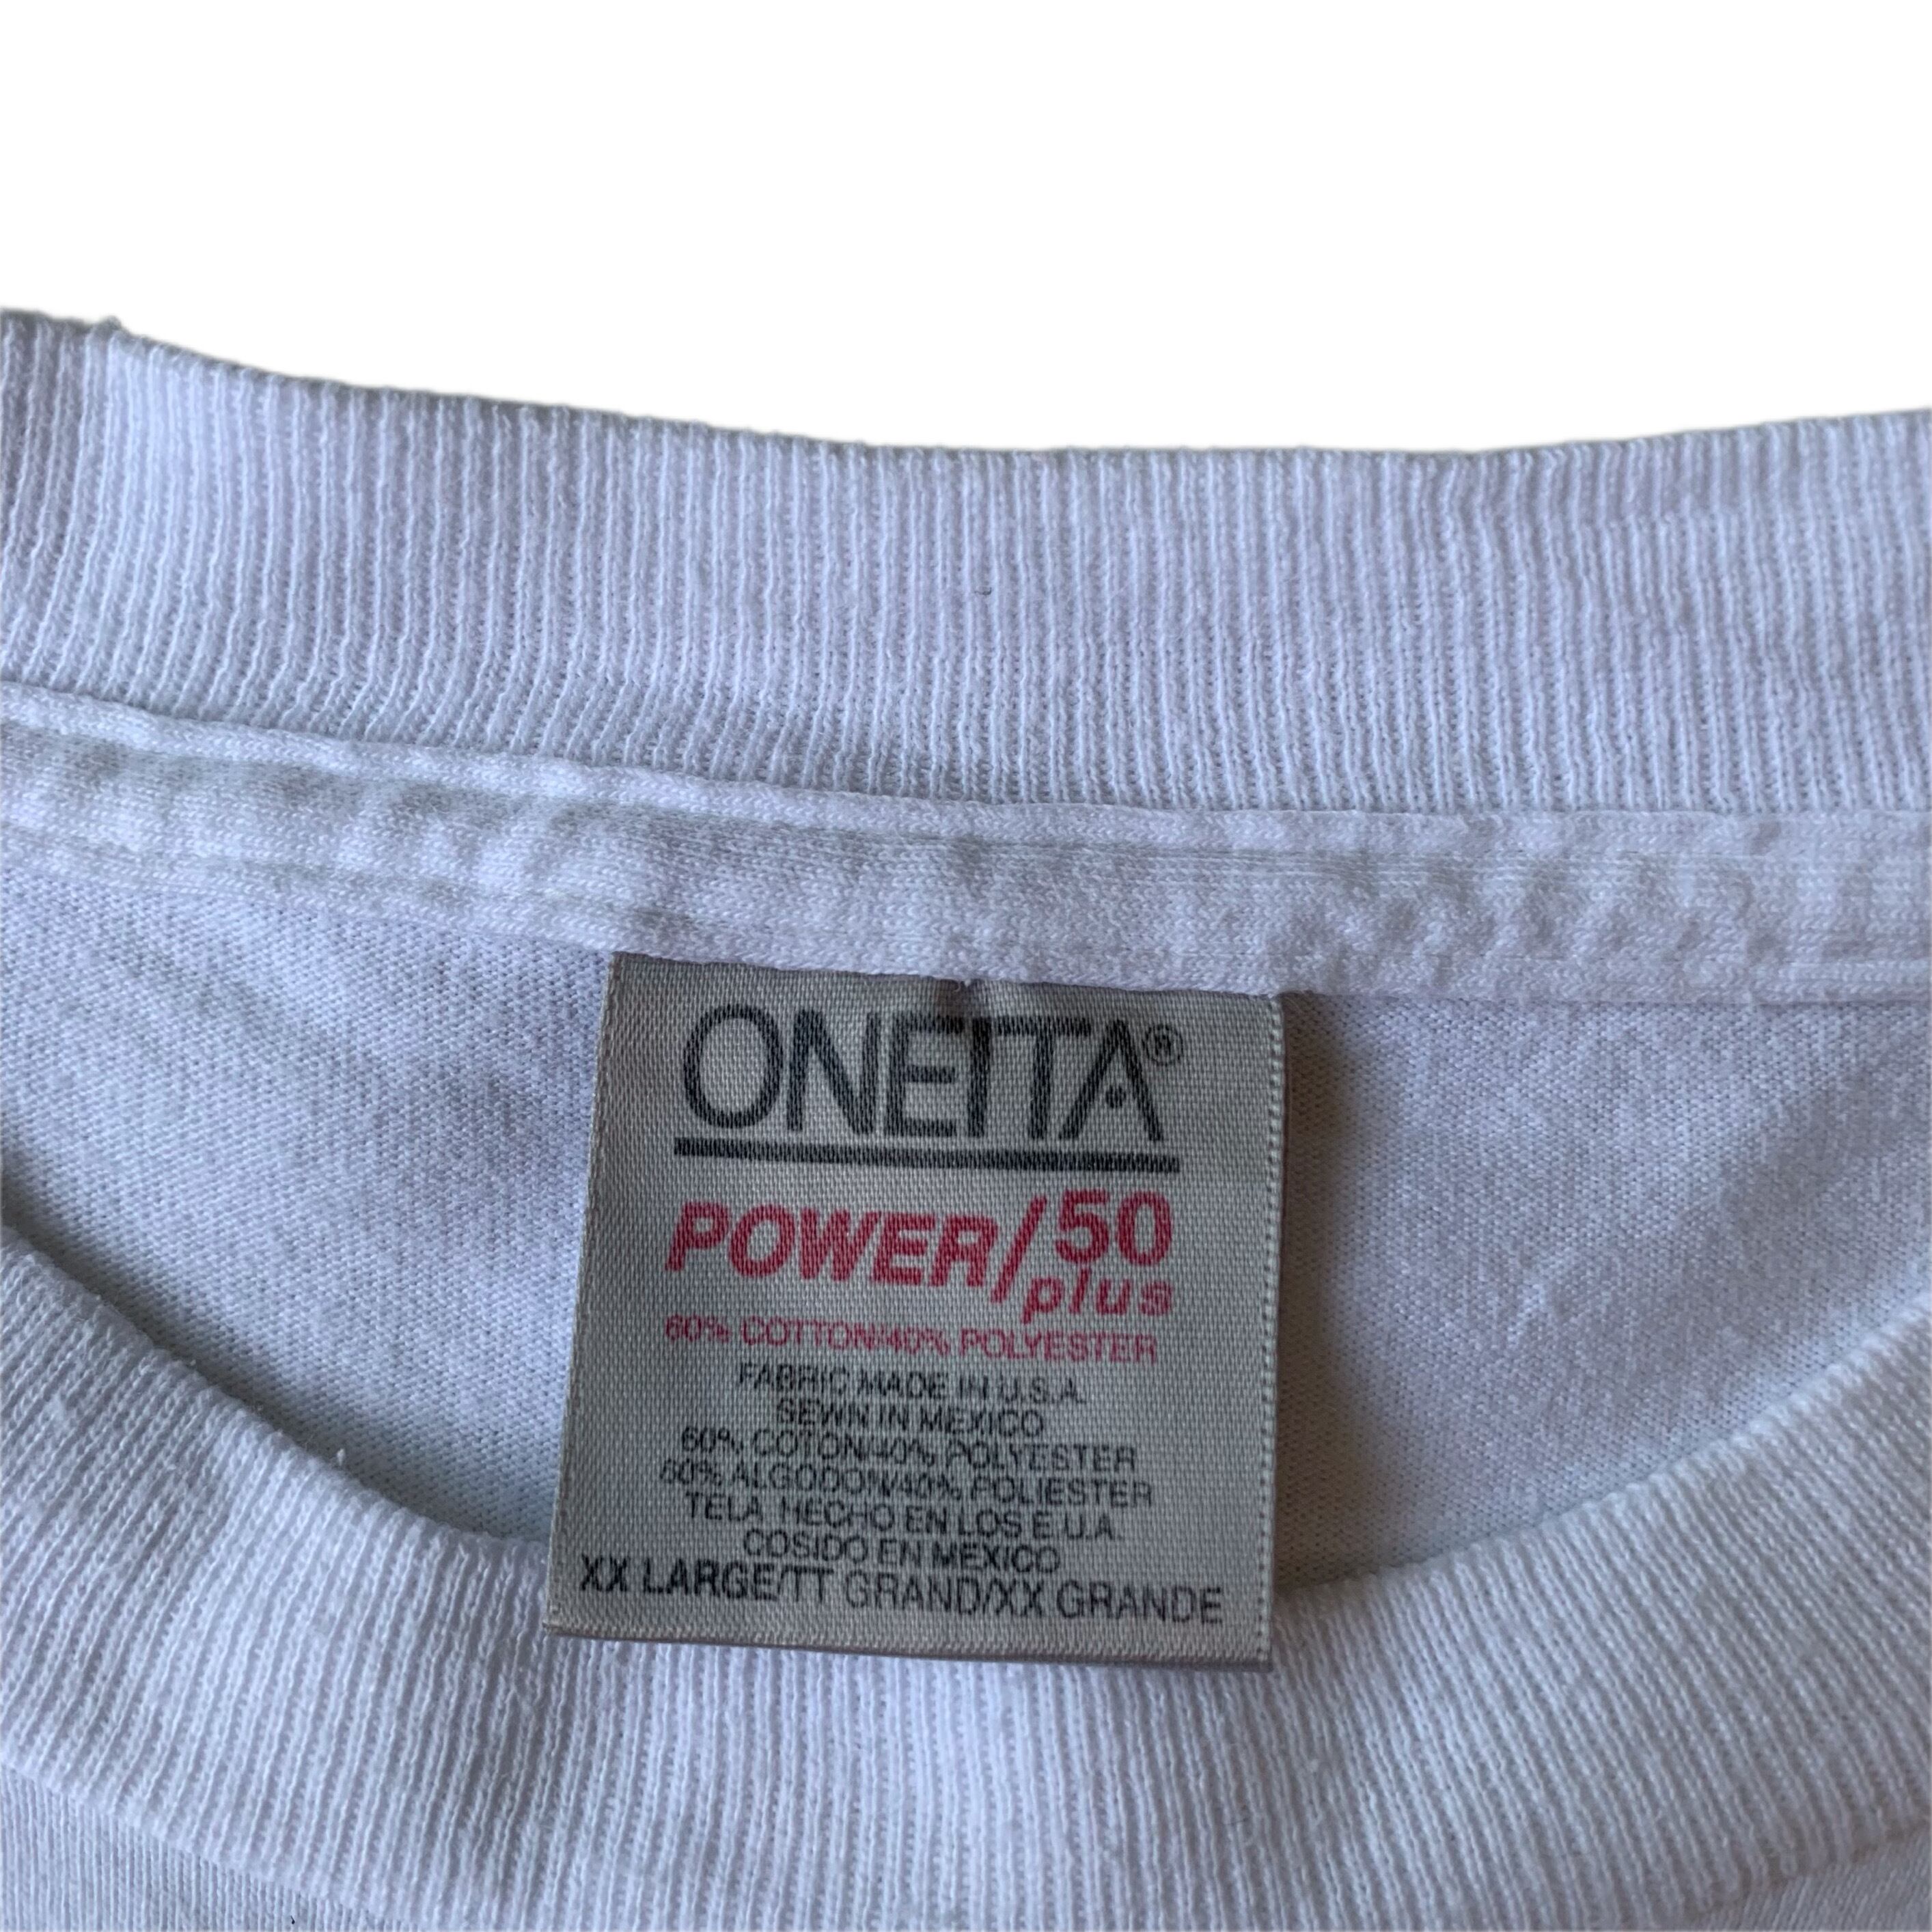 ONEITA®
POWER/50
plus
60% COTTON/40% POLYESTER
FABRIC MADE IN U.S.A.
SEWN IN MEXICO
60% COTON/40% POLYESTER
60% ALGODON/40% POLIESTER
TELA HECHO EN LOS E.U.A.
COSIDO EN MEXICO
XX LARGE/TT GRAND/XX GRANDE